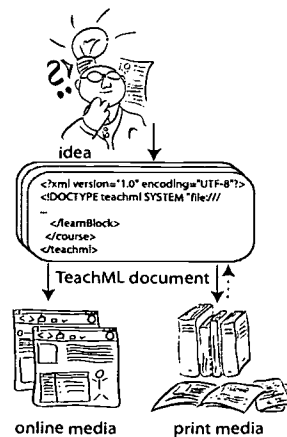 idea
<?xml version="1.0" encoding="UTF-8"?>
<!DOCTYPE teachml SYSTEM "file:///
...
</learnBlock>
</course>
</teachml>
TeachML document
online media
print media